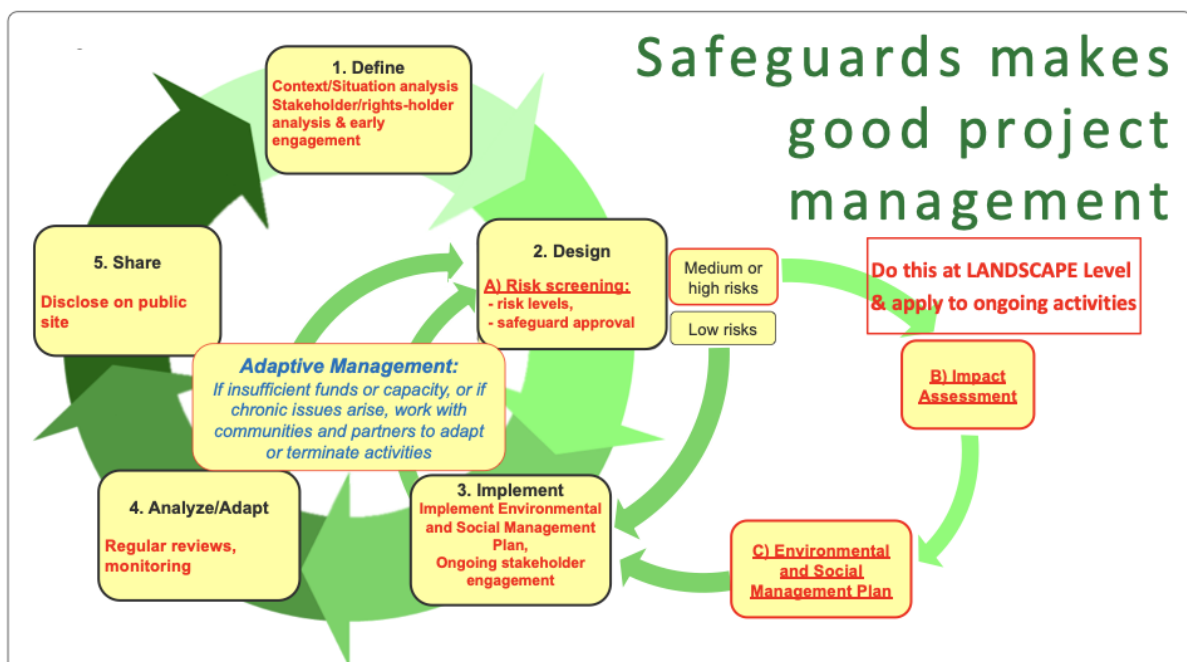 Safeguards makes
good project
management
1. Define
Context/Situation analysis
Stakeholder/rights-holder
analysis & early
engagement
2. Design
A) Risk screening:
- risk levels,
- safeguard approval
Medium or
high risks
Low risks
Do this at LANDSCAPE Level
& apply to ongoing activities
B) Impact
Assessment
C) Environmental
and Social
Management Plan
3. Implement
Implement Environmental
and Social Management
Plan,
Ongoing stakeholder
engagement
4. Analyze/Adapt
Regular reviews,
monitoring
5. Share
Disclose on public
site
Adaptive Management:
If insufficient funds or capacity, or if
chronic issues arise, work with
communities and partners to adapt
or terminate activities